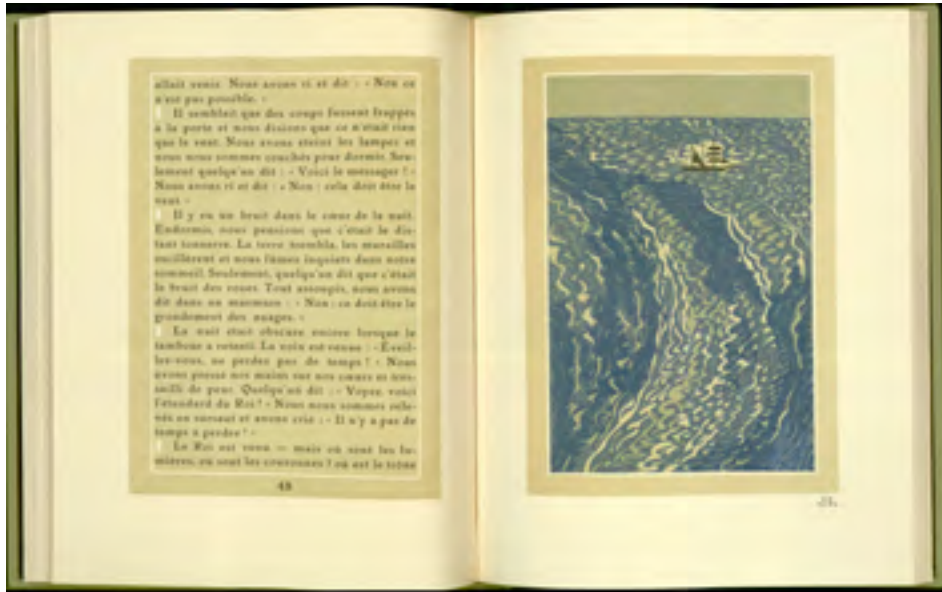 allait venir. Nous avons ri et dit : « Non ce
n'est pas possible. »
Il semblait que des coups fussent frappés
à la porte et nous disions que ce n'était rien
que le vent. Nous avons éteint les lampes et
nous nous sommes couchés pour dormir. Seu-
lement quelqu'un dit : « Voici le messager ! »
Nous avons ri et dit : « Non : cela doit être le
vent. »
Il y eu un bruit dans le cœur de la nuit.
Endormis, nous pensions que c'était le dis-
tant tonnerre. La terre trembla, les murailles
oscillèrent et nous fûmes inquiets dans notre
sommeil. Seulement, quelqu'un dit que c'était
le bruit des roues. Tout assoupis, nous avons
dit dans un murmure : « Non : ce doit être le
grondement des nuages. »
La nuit était obscure encore lorsque le
tambour a retenti. La voix est venue : « Éveil-
lez-vous, ne perdez pas de temps ! » Nous
avons pressé nos mains sur nos cœurs et tres-
sailli de peur. Quelqu'un dit : « Voyez, voici
l'étendard du Roi ! » Nous nous sommes rele-
vés en sursaut et avons crié : « Il n'y a pas de
temps à perdre ! »
Le Roi est venu — mais où sont les lu-
mières, où sont les couronnes ? où est le trône
48